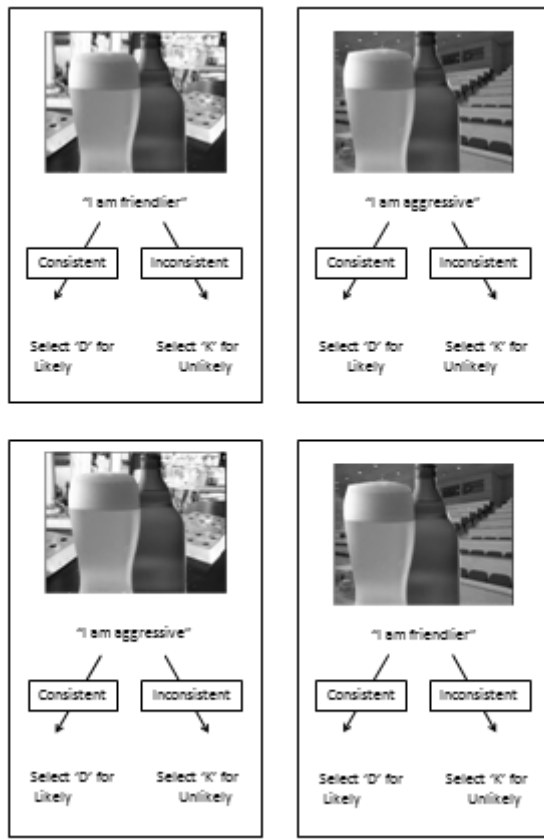 "I am friendlier"
Consistent Inconsistent
Select "D" for Select "K" for
Likely Unlikely
"I am aggressive"
Consistent Inconsistent
Select "D" for Select "K" for
Likely Unlikely
"I am aggressive"
Consistent Inconsistent
Select "D" for Select "K" for
Likely Unlikely
"I am friendlier"
Consistent Inconsistent
Select "D" for Select "K" for
Likely Unlikely